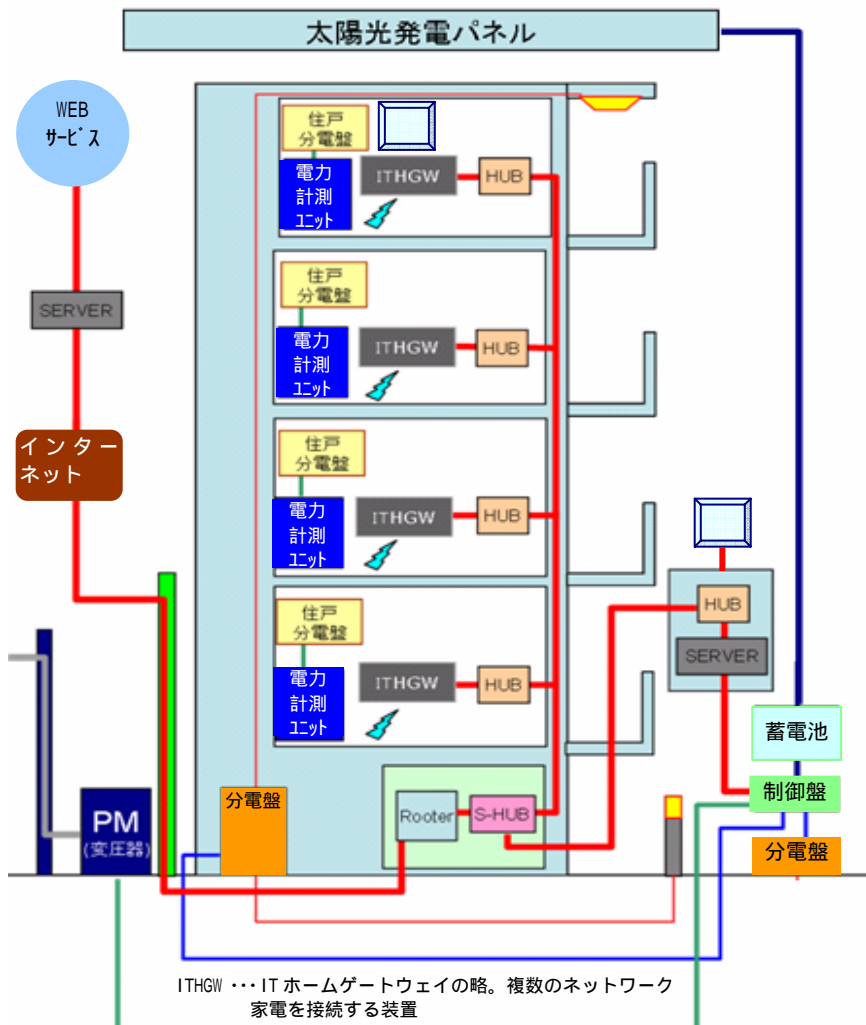 太陽光発電パネル
WEB
サービス
SERVER
インター
ネット
住戸
分電盤
電力
計測
ユニット
ITHGW
HUB
住戸
分電盤
電力
計測
ユニット
ITHGW
HUB
住戸
分電盤
電力
計測
ユニット
ITHGW
HUB
住戸
分電盤
電力
計測
ユニット
ITHGW
HUB
HUB
SERVER
蓄電池
制御盤
分電盤
PM
(変圧器)
分電盤
Rooter
S-HUB
ITHGW ･･･ IT ホームゲートウェイの略。複数のネットワーク
家電を接続する装置